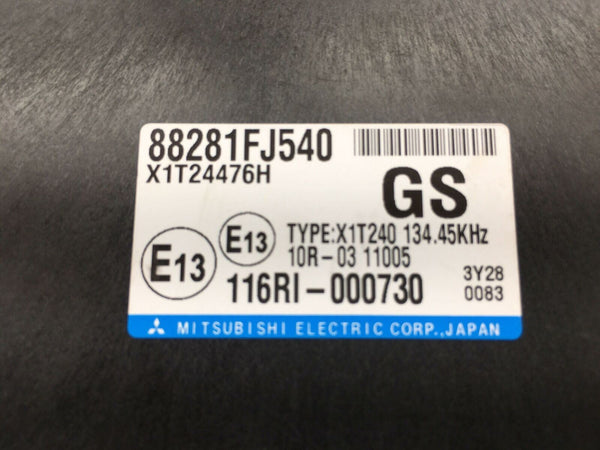 88281FJ540
X1T24476H
GS
E13
E13
TYPE:X1T240 134.45KHz
10R-03 11005
116RI-000730
3Y28
0083
MITSUBISHI ELECTRIC CORP.,JAPAN